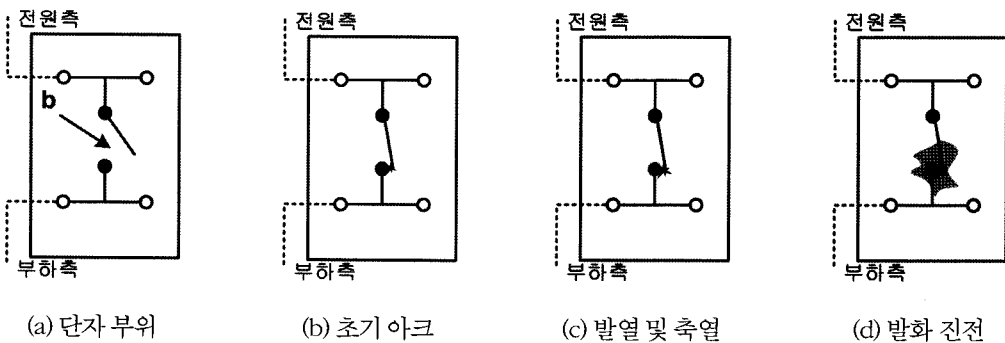 전원측
b
부하측
(a) 단자 부위
전원측
부하측
(b) 초기 아크
전원측
부하측
(c) 발열 및 축열
전원측
부하측
(d) 발화 진전